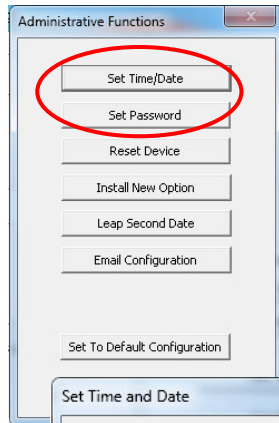 Administrative Functions
Set Time/Date
Set Password
Reset Device
Install New Option
Leap Second Date
Email Configuration
Set To Default Configuration
Set Time and Date